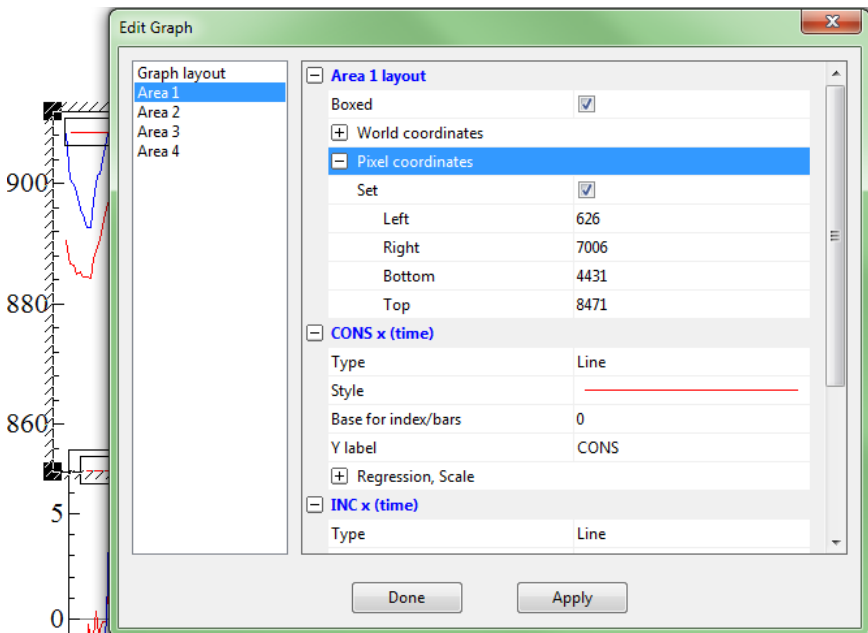 Edit Graph
Graph layout
Area 1
Area 2
Area 3
Area 4
Area 1 layout
Boxed
World coordinates
Pixel coordinates
Set
Left 626
Right 7006
Bottom 4431
Top 8471
CONS x (time)
Type Line
Style
Base for index/bars 0
Y label CONS
Regression, Scale
INC x (time)
Type Line
Done Apply
900
880
860
5
0